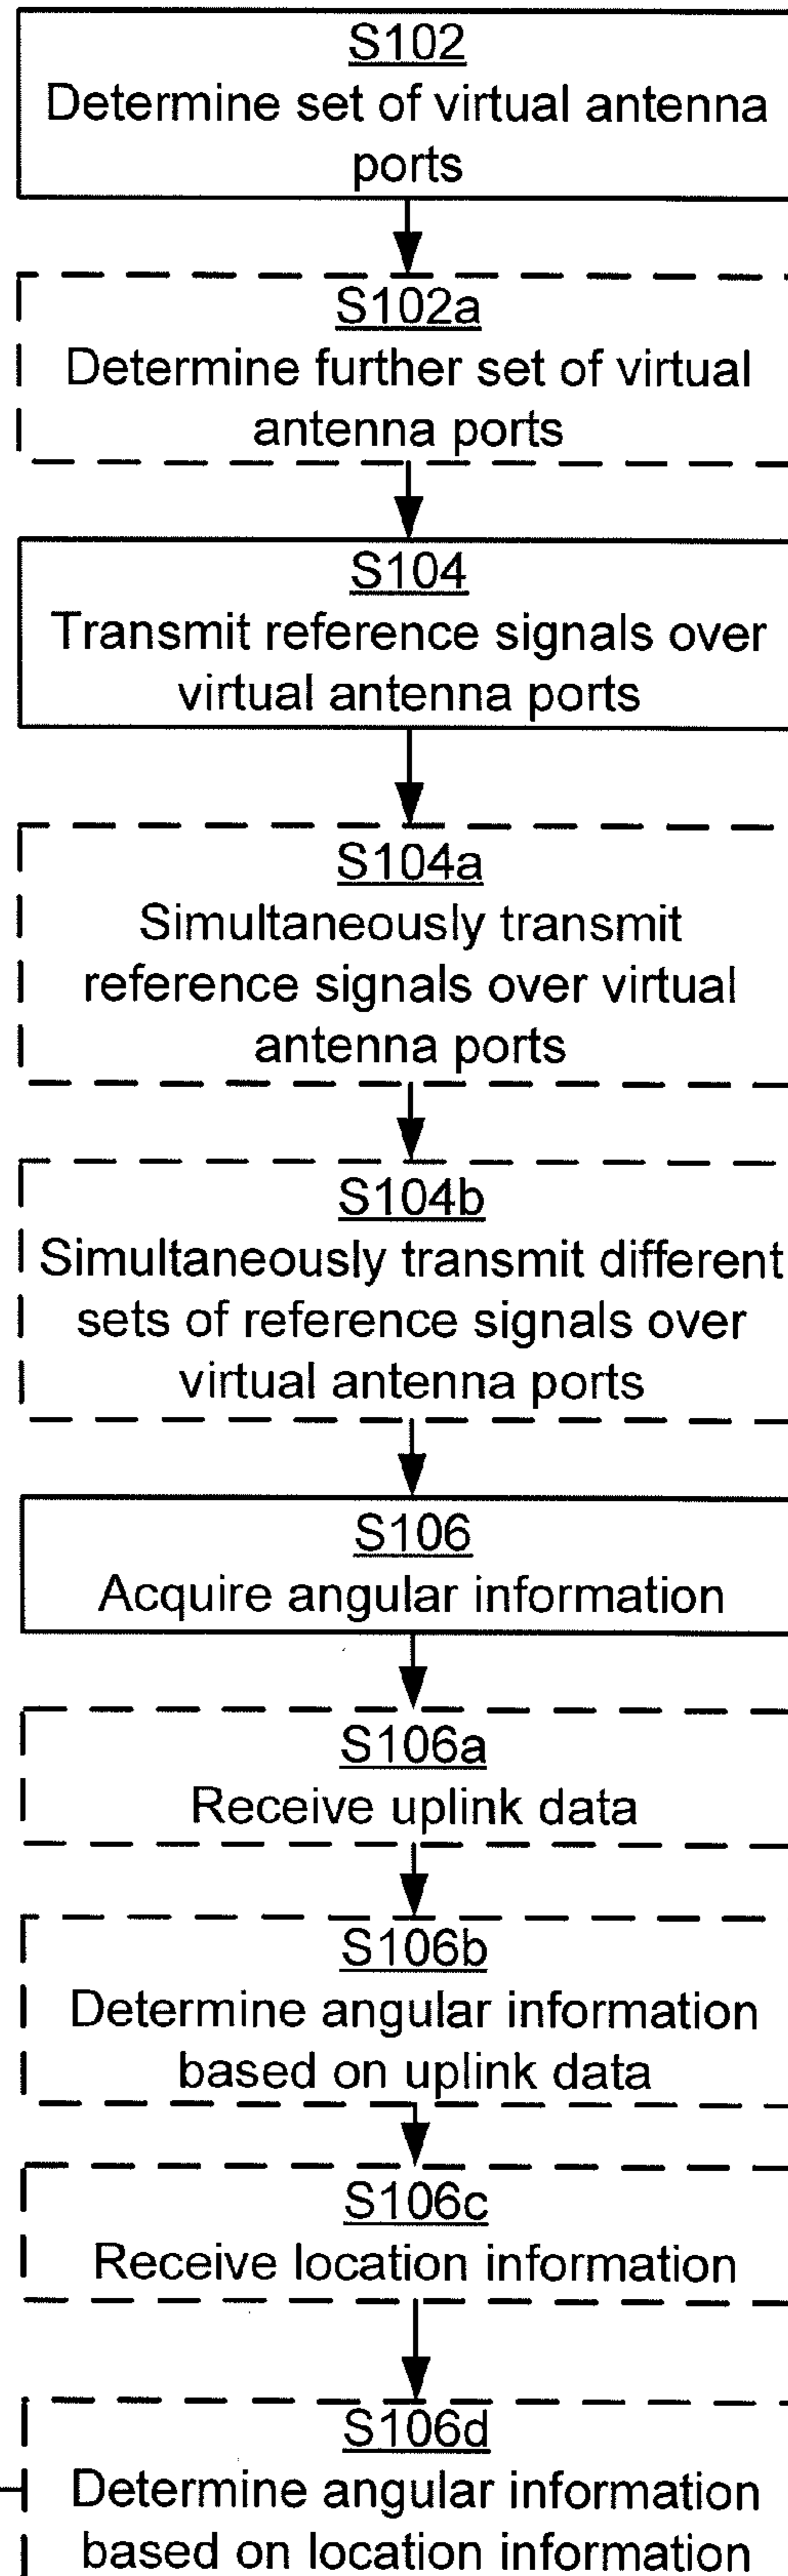 S102
Determine set of virtual antenna
ports
S102a
Determine further set of virtual
antenna ports
S104
Transmit reference signals over
virtual antenna ports
S104a
Simultaneously transmit
reference signals over virtual
antenna ports
S104b
Simultaneously transmit different
sets of reference signals over
virtual antenna ports
S106
Acquire angular information
S106a
Receive uplink data
S106b
Determine angular information
based on uplink data
S106c
Receive location information
S106d
Determine angular information
based on location information